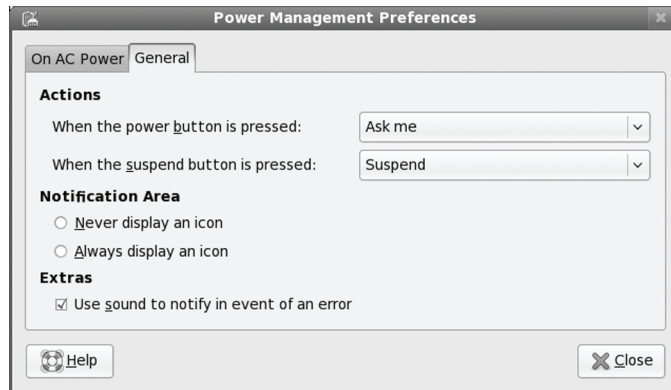 Power Management Preferences
On AC Power General
Actions
When the power button is pressed: Ask me
When the suspend button is pressed: Suspend
Notification Area
Never display an icon
Always display an icon
Extras
Use sound to notify in event of an error
Help Close